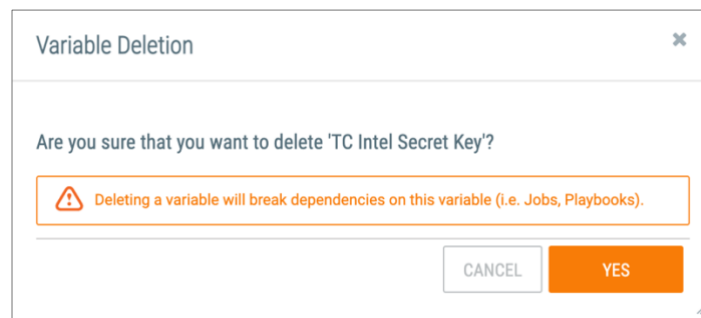 Variable Deletion
Are you sure that you want to delete 'TC Intel Secret Key'?
Deleting a variable will break dependencies on this variable (i.e. Jobs, Playbooks).
CANCEL YES